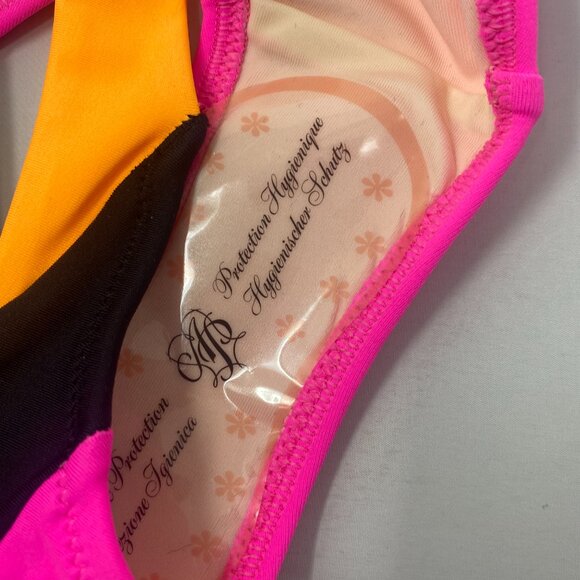 Protection Hygienique
Hygienischer Schutz
Protection
zione Igienica